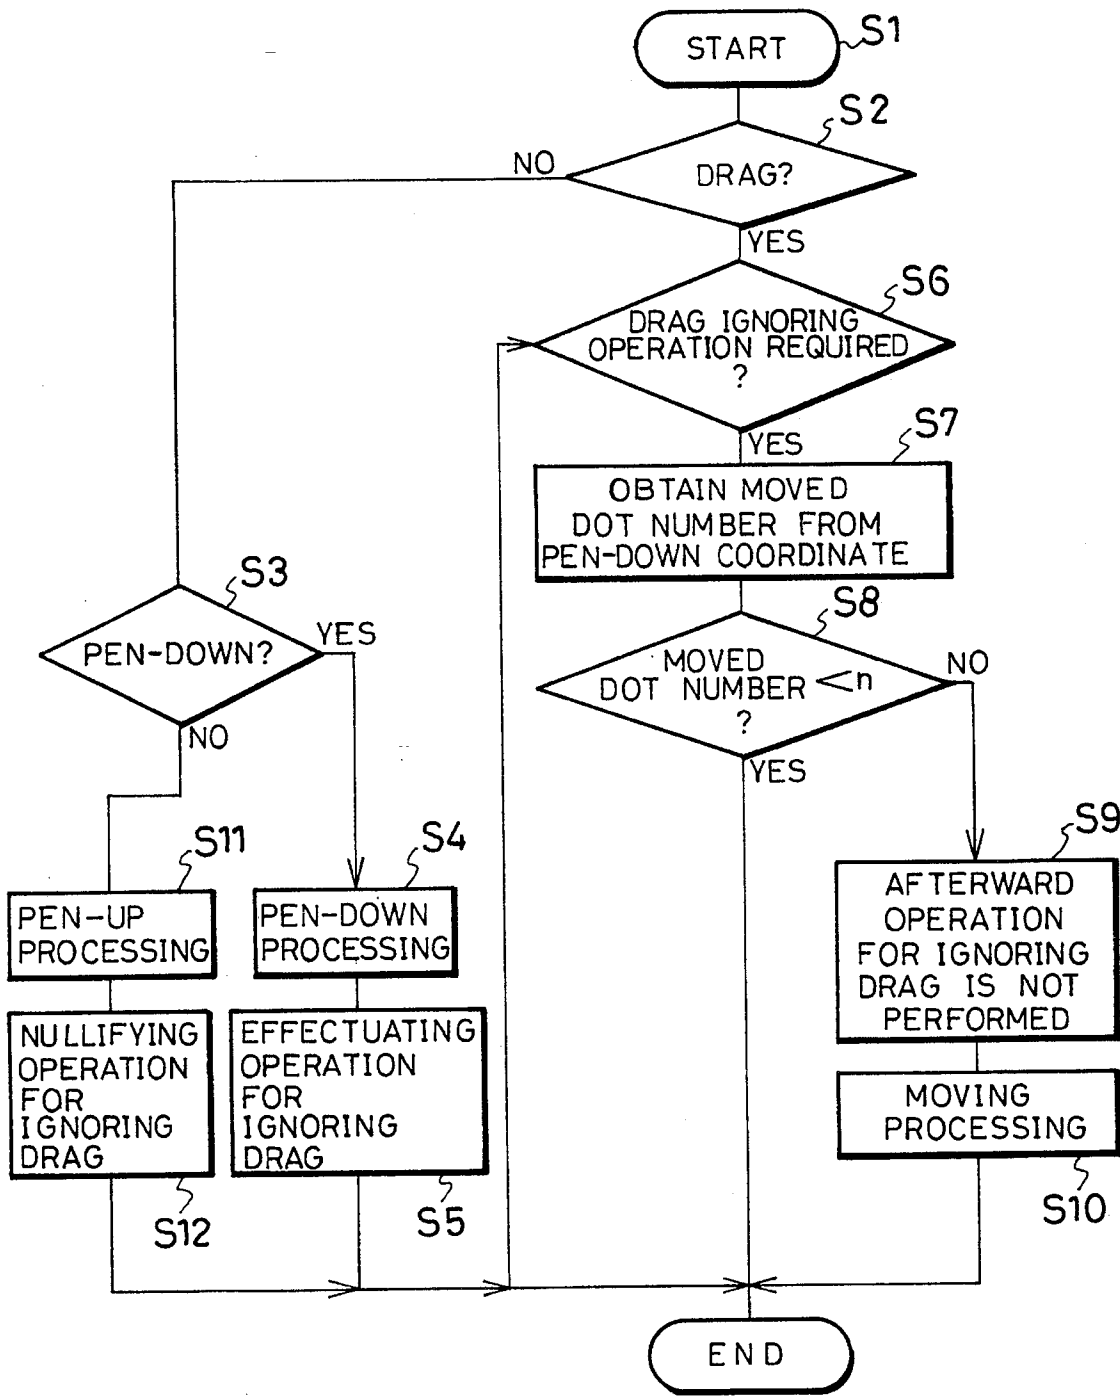 START
S1
S2
DRAG?
NO
YES
S6
DRAG IGNORING
OPERATION REQUIRED
?
YES
S7
OBTAIN MOVED
DOT NUMBER FROM
PEN-DOWN COORDINATE
S3
PEN-DOWN?
YES
NO
S8
MOVED
DOT NUMBER <n
?
NO
YES
S11
PEN-UP
PROCESSING
S4
PEN-DOWN
PROCESSING
S9
AFTERWARD
OPERATION
FOR IGNORING
DRAG IS NOT
PERFORMED
NULLIFYING
OPERATION
FOR
IGNORING
DRAG
S12
EFFECTUATING
OPERATION
FOR
IGNORING
DRAG
S5
MOVING
PROCESSING
S10
END